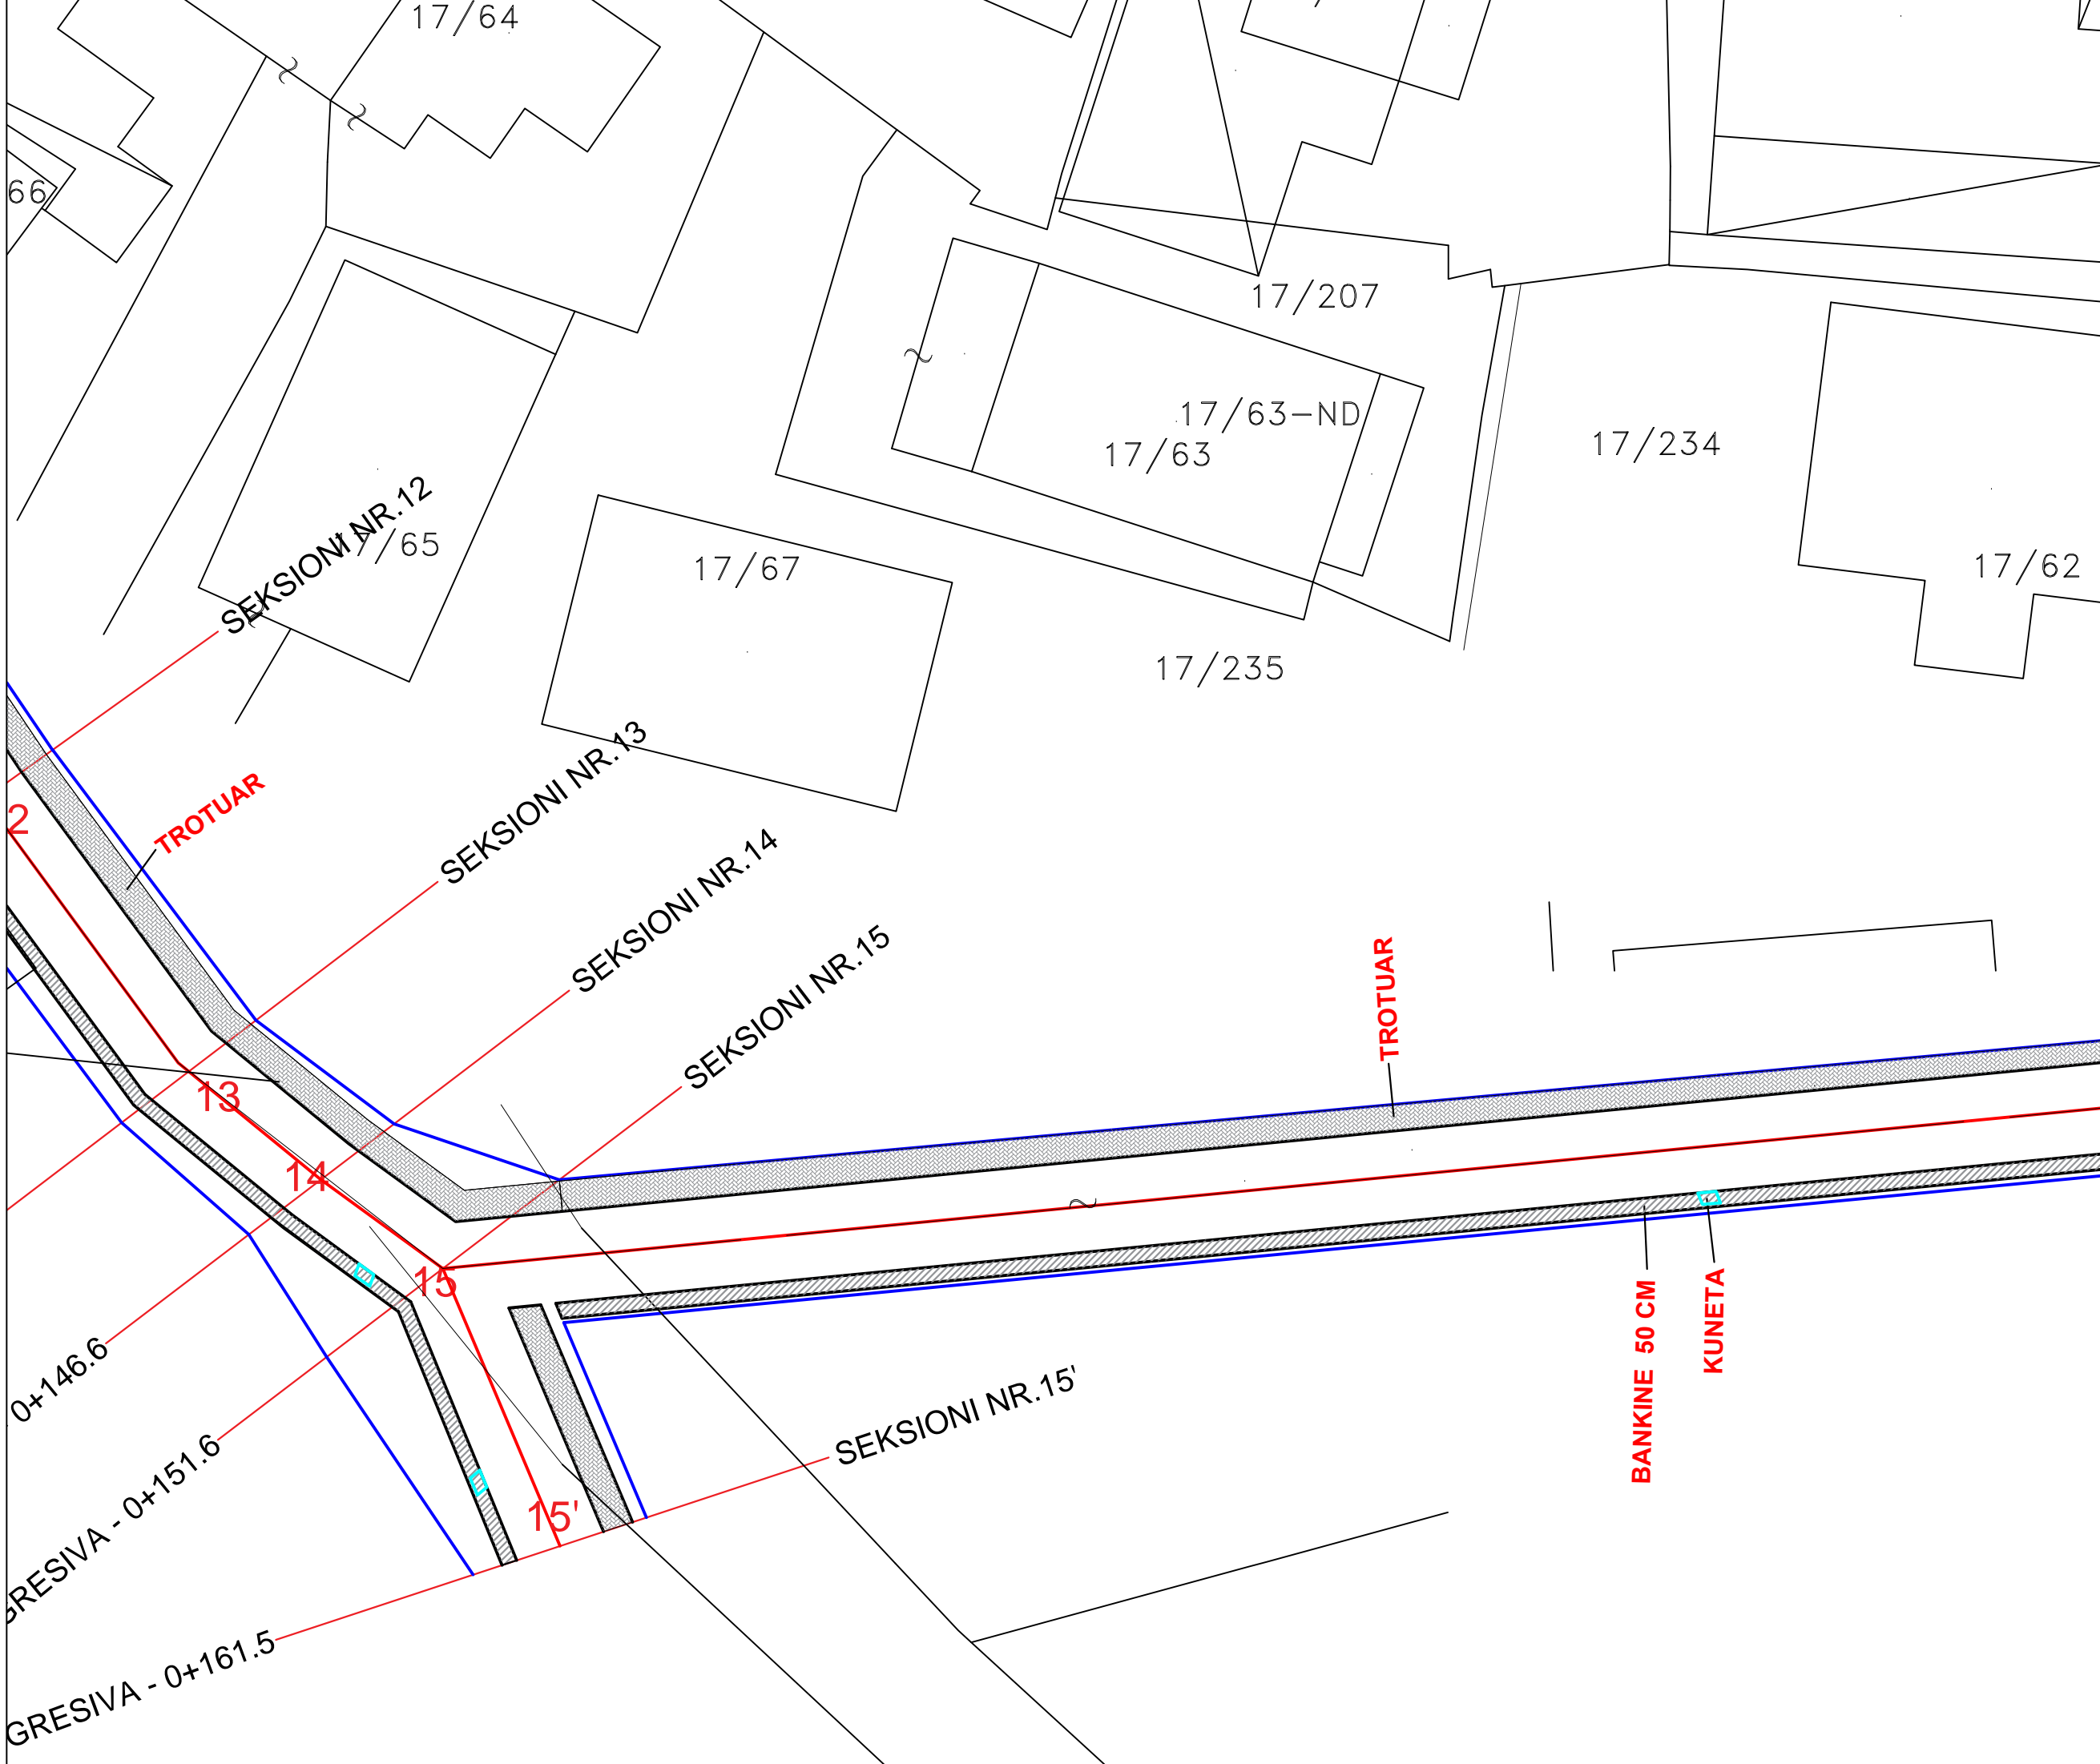 17/64
66
17/207
17/63-ND
17/63
17/234
SEKSIONI NR.12
17/65
17/67
17/62
17/235
SEKSIONI NR.13
TROTUAR
2
SEKSIONI NR.14
SEKSIONI NR.15
TROTUAR
13
14
15
BANKINE 50 CM
KUNETA
0+146.6
SEKSIONI NR.15'
GRESIVA - 0+151.6
15'
GRESIVA - 0+161.5